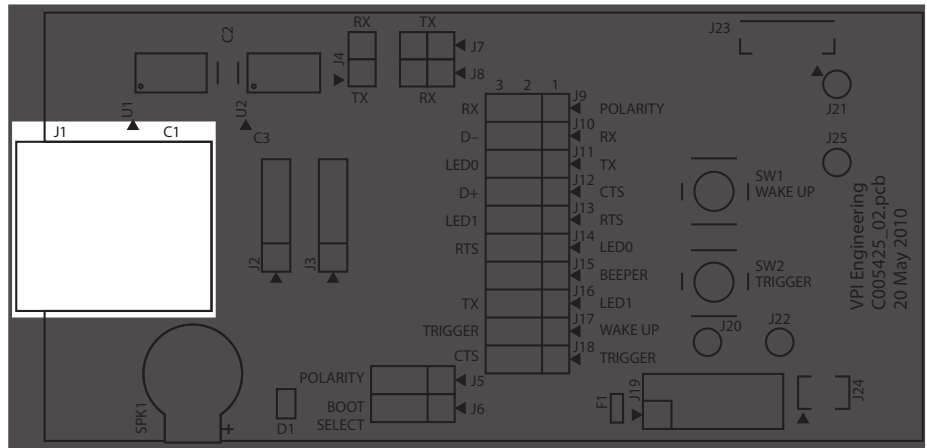 RX TX
J23
C2
J4
J7
J8
TX RX
J21
3 2 1
U1
U2
J1 C1
C3
RX J9 POLARITY
D– J10 RX
LED0 J11 TX
D+ J12 CTS
LED1 J13 RTS
RTS J14 LED0
J15 BEEPER
TX J16 LED1
TRIGGER J17 WAKE UP
CTS J18 TRIGGER
J25
SW1
WAKE UP
SW2
TRIGGER
J2
J3
J20 J22
VPI Engineering
C005425_02.pcb
20 May 2010
POLARITY J5
BOOT
SELECT
J6
SPK1
+
D1
F1
J19
J24